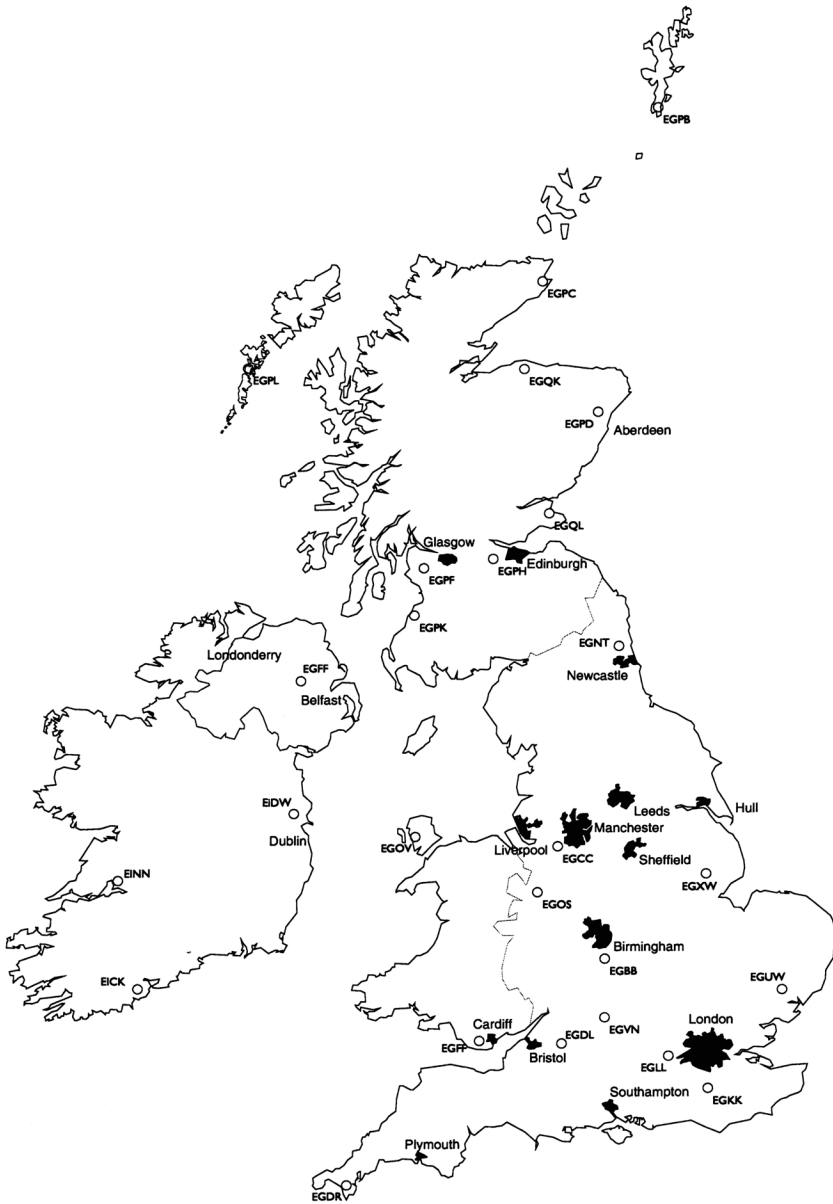 EGPB
EGPC
EGPL
EGQK
EGPD
Aberdeen
EGQL
Glasgow
EGPH
Edinburgh
EGPF
EGPK
Londonderry
EGNT
EGFF
Newcastle
Belfast
EIDW
Dublin
Leeds
Hull
Manchester
EGOV
Liverpool
EGCC
Sheffield
EGXW
EINN
EGOS
Birmingham
EGBB
EICK
EGUW
London
Cardiff
EGVN
EGFF
EGDL
Bristol
EGLL
Southampton
EGKK
Plymouth
EGDR